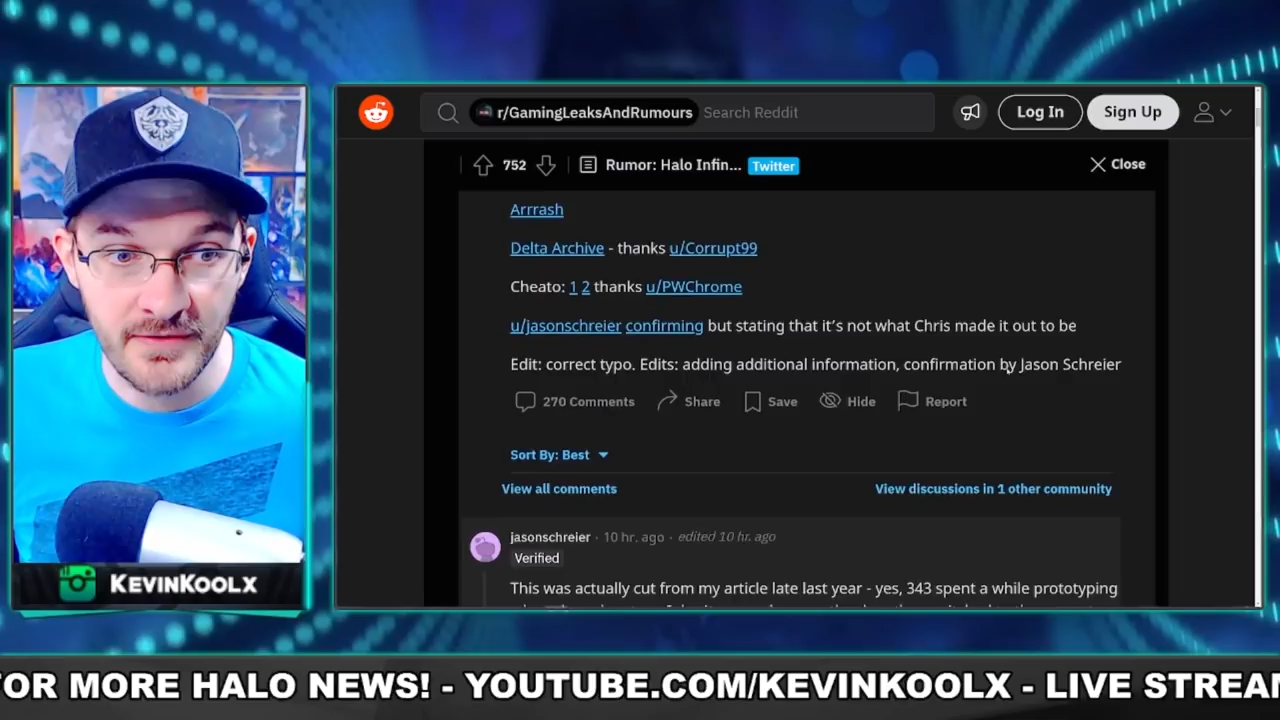 r/GamingLeaksAndRumours Search Reddit
Log In
Sign Up
752
Rumor: Halo Infin...
Twitter
Close
Arrrash
Delta Archive - thanks u/Corrupt99
Cheato: 1 2 thanks u/PWChrome
u/jasonschreier confirming but stating that it's not what Chris made it out to be
Edit: correct typo. Edits: adding additional information, confirmation by Jason Schreier
270 Comments
Share
Save
Hide
Report
Sort By: Best
View all comments
View discussions in 1 other community
jasonschreier · 10 hr. ago · edited 10 hr. ago
Verified
This was actually cut from my article late last year - yes, 343 spent a while prototyping
KEVINKOOLX
FOR MORE HALO NEWS! - YOUTUBE.COM/KEVINKOOLX - LIVE STREAM